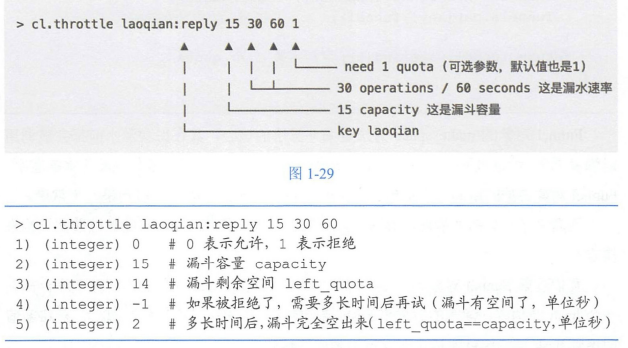 > cl.throttle laoqian:reply 15 30 60 1
need 1 quota (可选参数, 默认值也是1)
30 operations / 60 seconds 这是漏水速率
15 capacity 这是漏斗容量
key laoqian
图 1-29
> cl.throttle laoqian:reply 15 30 60
1) (integer) 0 # 0 表示允许, 1 表示拒绝
2) (integer) 15 # 漏斗容量 capacity
3) (integer) 14 # 漏斗剩余空间 left_quota
4) (integer) -1 # 如果被拒绝了, 需要多长时间后再试(漏斗有空间了, 单位秒)
5) (integer) 2 # 多长时间后, 漏斗完全空出来(left_quota==capacity, 单位秒)